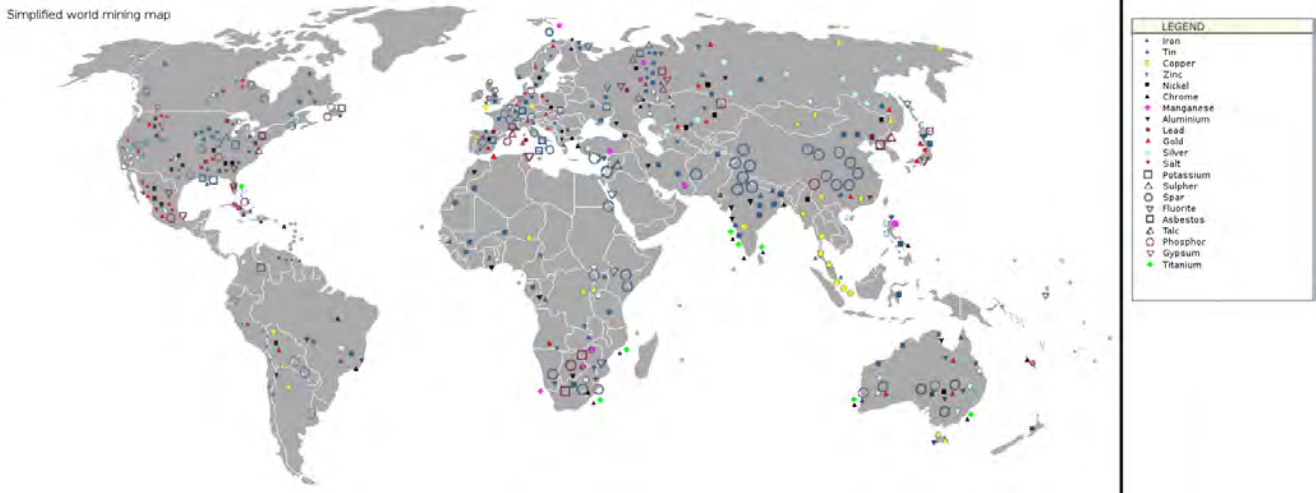 Simplified world mining map
LEGEND
Iron
Tin
Copper
Zinc
Nickel
Chrome
Manganese
Aluminium
Lead
Gold
Silver
Salt
Potassium
Sulpher
Spar
Fluorite
Asbestos
Talc
Phosphor
Gypsum
Titanium